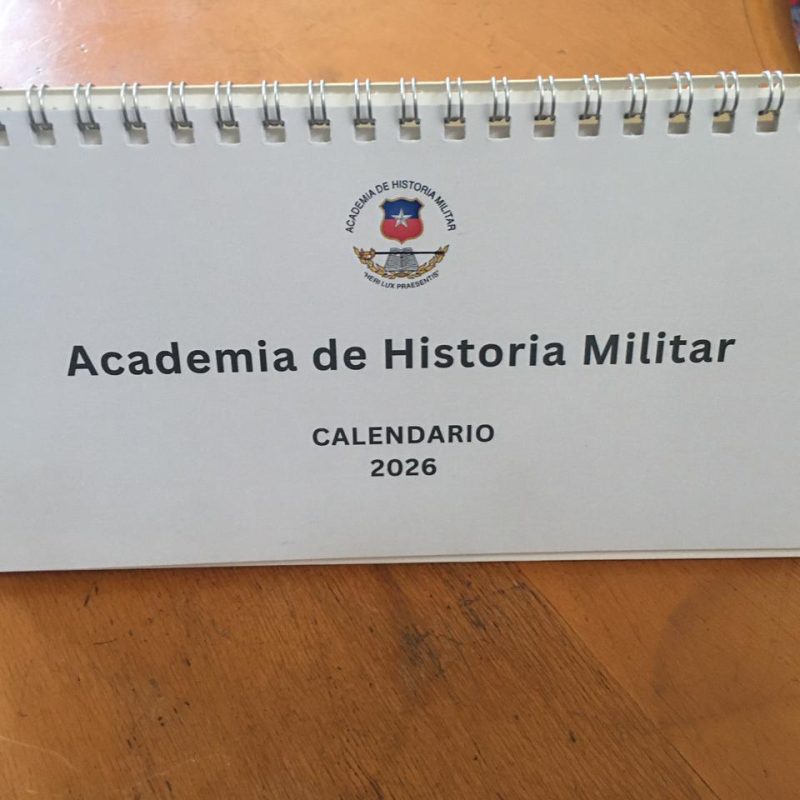 ACADEMIA DE HISTORIA MILITAR
"HERI LUX PRAESENTIS"
Academia de Historia Militar
CALENDARIO
2026